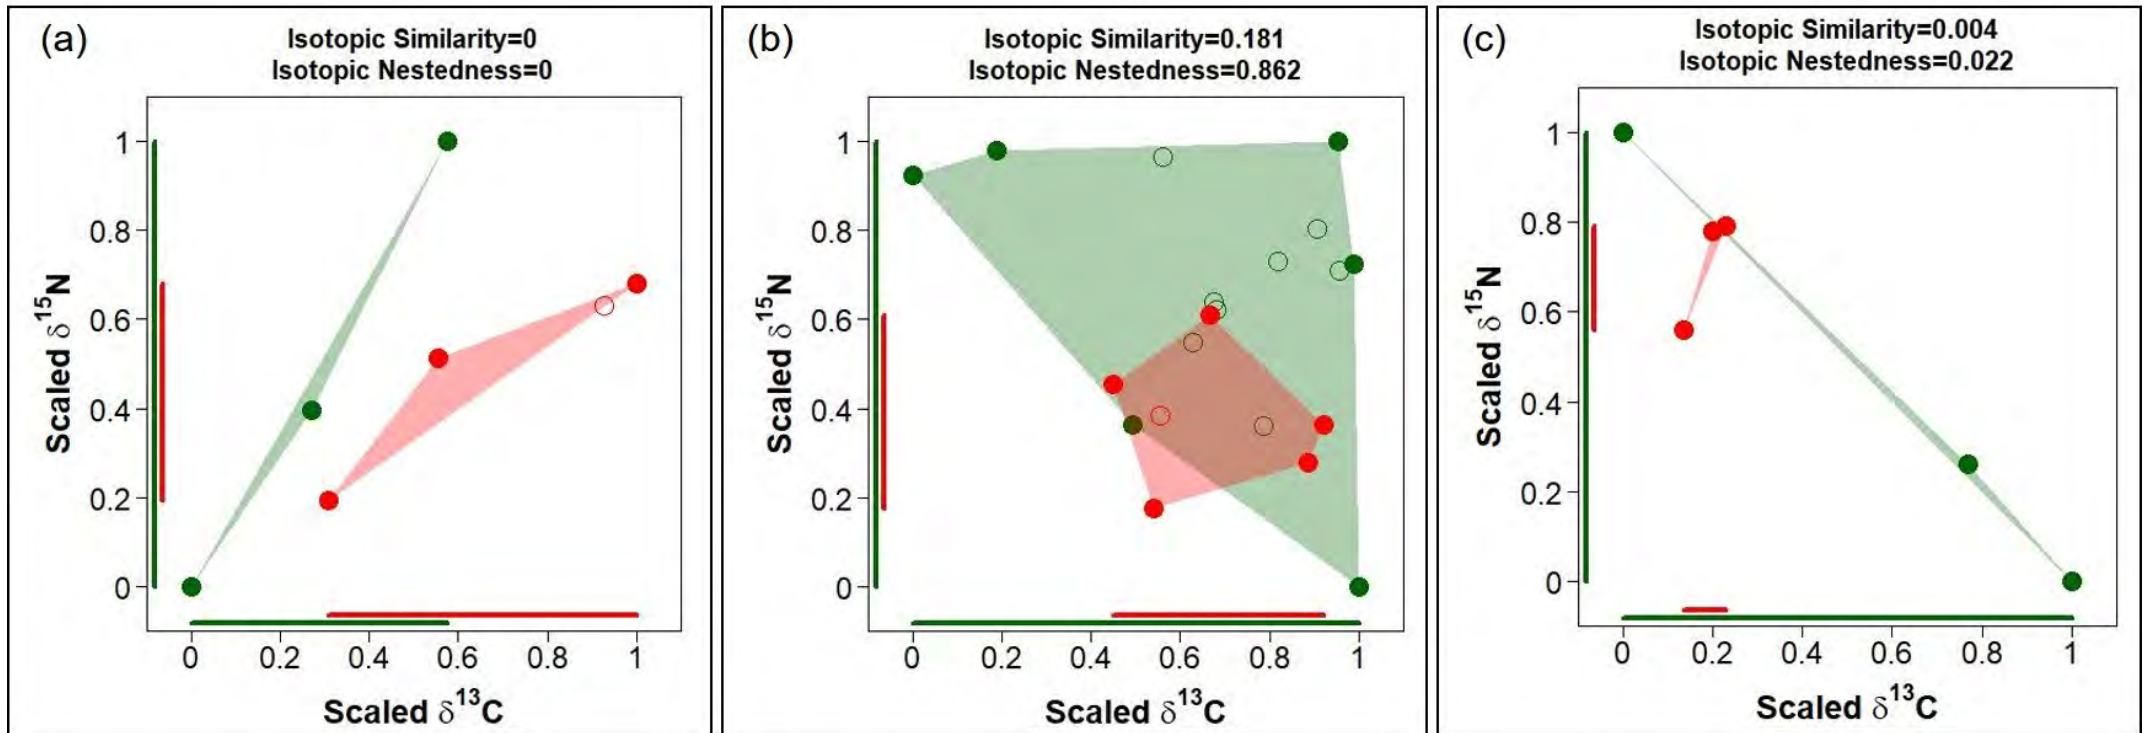 (a)
Isotopic Similarity=0
Isotopic Nestedness=0
1
0.8
0.6
0.4
0.2
0
Scaled δ¹⁵N
0 0.2 0.4 0.6 0.8 1
Scaled δ¹³C
(b)
Isotopic Similarity=0.181
Isotopic Nestedness=0.862
1
0.8
0.6
0.4
0.2
0
Scaled δ¹⁵N
0 0.2 0.4 0.6 0.8 1
Scaled δ¹³C
(c)
Isotopic Similarity=0.004
Isotopic Nestedness=0.022
1
0.8
0.6
0.4
0.2
0
Scaled δ¹⁵N
0 0.2 0.4 0.6 0.8 1
Scaled δ¹³C